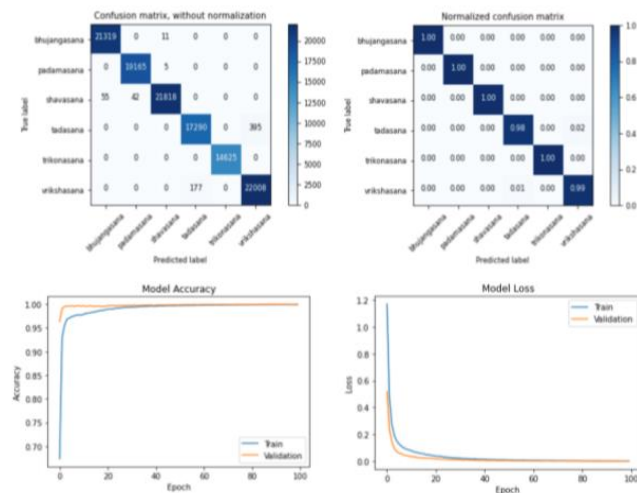 Confusion matrix, without normalization
bhujangasana 21319 0 11 0 0 0
padamasana 0 19165 5 0 0 0
shavasana 55 42 21818 0 0 0
tadasana 0 0 0 17290 0 395
trikonasana 0 0 0 0 14625 0
vrikshasana 0 0 0 177 0 22008
True label
bhujangasana padamasana shavasana tadasana trikonasana vrikshasana
Predicted label
20000
17500
15000
12500
10000
7500
5000
2500
0
Normalized confusion matrix
bhujangasana 1.00 0.00 0.00 0.00 0.00 0.00
padamasana 0.00 1.00 0.00 0.00 0.00 0.00
shavasana 0.00 0.00 1.00 0.00 0.00 0.00
tadasana 0.00 0.00 0.00 0.98 0.00 0.02
trikonasana 0.00 0.00 0.00 0.00 1.00 0.00
vrikshasana 0.00 0.00 0.00 0.01 0.00 0.99
True label
bhujangasana padamasana shavasana tadasana trikonasana vrikshasana
Predicted label
1.0
0.8
0.6
0.4
0.2
0.0
Model Accuracy
1.00
0.95
0.90
0.85
0.80
0.75
0.70
Accuracy
Train
Validation
0 20 40 60 80 100
Epoch
Model Loss
1.2
1.0
0.8
0.6
0.4
0.2
0.0
Loss
Train
Validation
0 20 40 60 80 100
Epoch